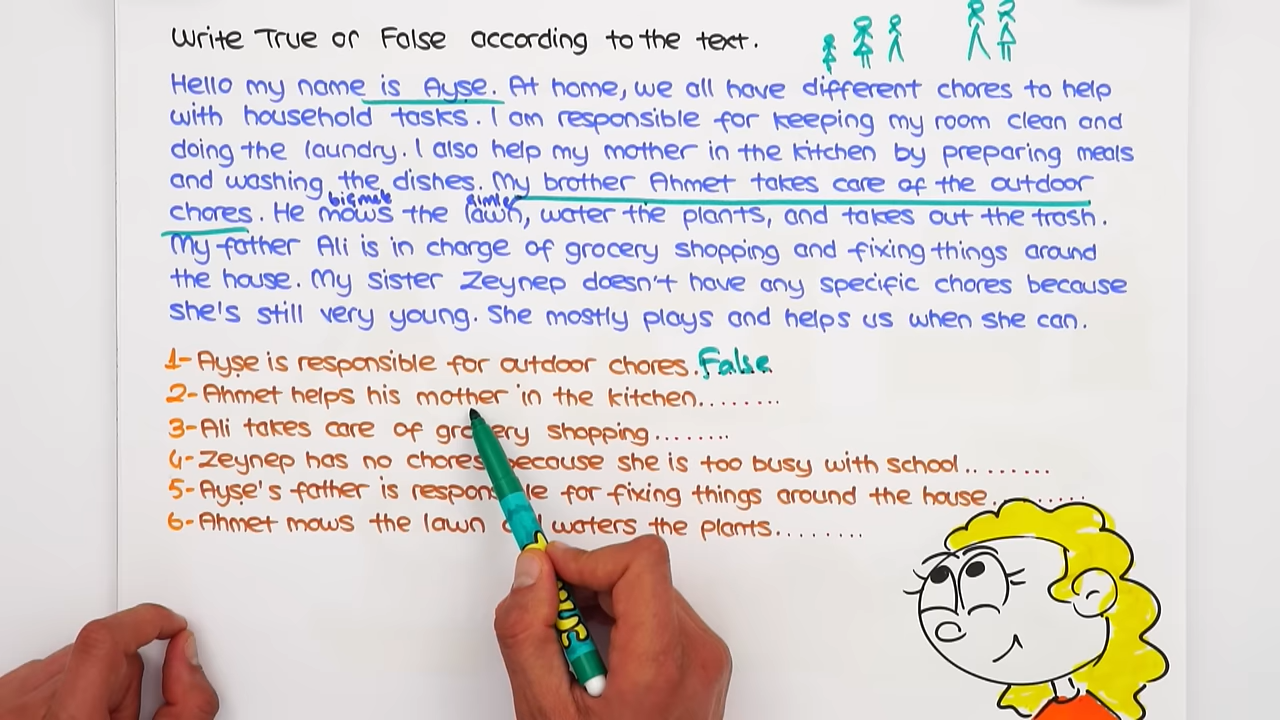 Write True or False according to the text.
Hello my name is Ayşe. At home, we all have different chores to help
with household tasks. I am responsible for keeping my room clean and
doing the laundry. I also help my mother in the kitchen by preparing meals
and washing the dishes. My brother Ahmet takes care of the outdoor
biçmek
çimler
chores. He mows the lawn, water the plants, and takes out the trash.
My father Ali is in charge of grocery shopping and fixing things around
the house. My sister Zeynep doesn't have any specific chores because
she's still very young. She mostly plays and helps us when she can.
1-Ayşe is responsible for outdoor chores. False
2-Ahmet helps his mother in the kitchen........
3-Ali takes care of shopping........
4-Zeynep has no chores she is too busy with school.........
5-Ayşe's father is for fixing things around the house.........
6-Ahmet mows the lawn waters the plants.........